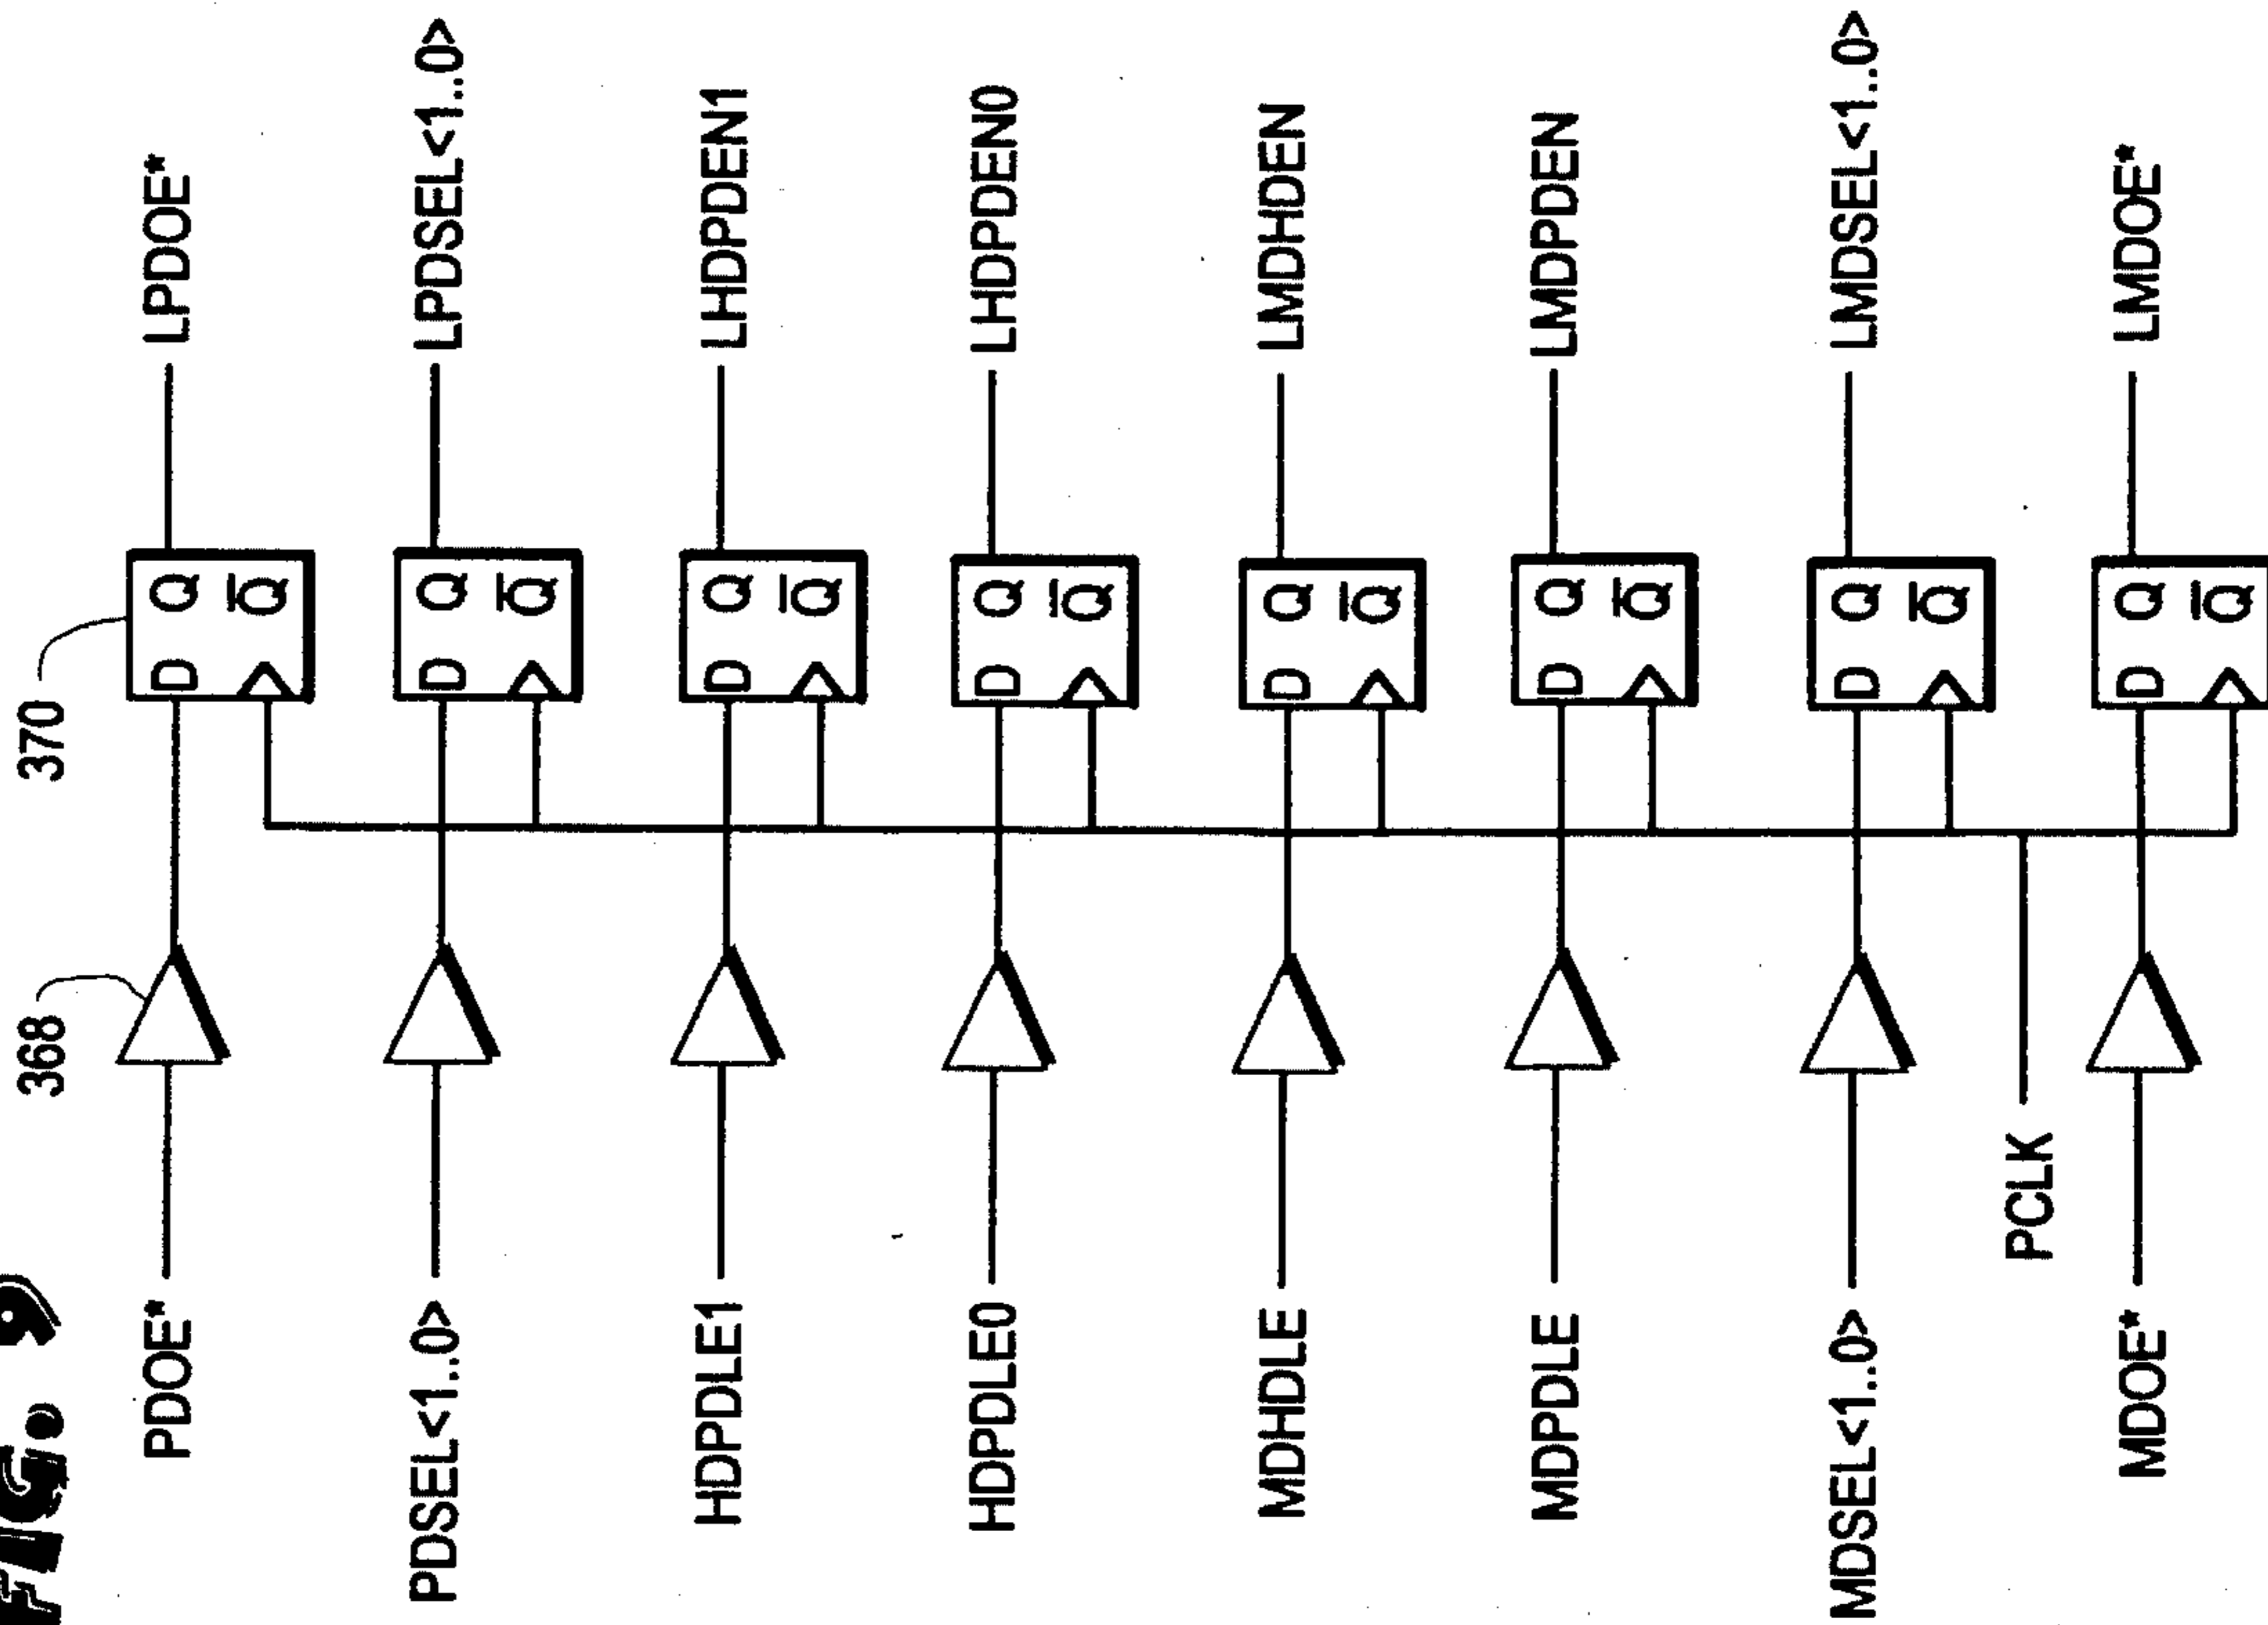 FIG. 9
368
370
PDOE*
D
Q
Q̅
LPDOE*
PDSEL<1..0>
D
Q
Q̅
LPDSEL<1..0>
HDPDLE1
D
Q
Q̅
LHDPDEN1
HDPDLE0
D
Q
Q̅
LHDPDEN0
MDHDLE
D
Q
Q̅
LMDHDEN
MDPDLE
D
Q
Q̅
LMDPDEN
MDSEL<1..0>
D
Q
Q̅
LMDSEL<1..0>
PCLK
MDOE*
D
Q
Q̅
LMDOE*